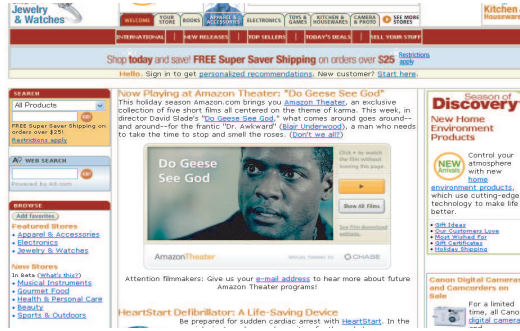 Jewelry
& Watches
WELCOME
YOUR STORE
BOOKS
APPAREL & ACCESSORIES
ELECTRONICS
TOYS & GAMES
KITCHEN & HOUSEWARES
CAMERA & PHOTO
SEE MORE STORES
Kitchen
Houseware
INTERNATIONAL | NEW RELEASES | TOP SELLERS | TODAY'S DEALS | SELL YOUR STUFF
Shop today and save! FREE Super Saver Shipping on orders over $25 Restrictions apply
Hello. Sign in to get personalized recommendations. New customer? Start here.
SEARCH
All Products
GO!
FREE Super Saver Shipping on
orders over $25!
Restrictions apply
A9 WEB SEARCH
GO!
Powered by A9.com
BROWSE
Add favorites
Featured Stores
• Apparel & Accessories
• Electronics
• Jewelry & Watches
New Stores
In Beta (What's this?)
• Musical Instruments
• Gourmet Food
• Health & Personal Care
• Beauty
• Sports & Outdoors
Now Playing at Amazon Theater: "Do Geese See God"
This holiday season Amazon.com brings you Amazon Theater, an exclusive
collection of five short films all centered on the theme of karma. This week, in
director David Slade's "Do Geese See God," what comes around goes around--
and around--for the frantic "Dr. Awkward" (Blair Underwood), a man who needs
to take the time to stop and smell the roses. (Don't we all?)
Do Geese
See God
Click to watch
the film without
leaving this page.
Show All Films
See film download
options.
AmazonTheater
CHASE
Attention filmmakers: Give us your e-mail address to hear more about future
Amazon Theater programs!
HeartStart Defibrillator: A Life-Saving Device
Be prepared for sudden cardiac arrest with HeartStart. In the
Season of
Discovery
New Home
Environment
Products
NEW
Arrivals
Control your
atmosphere
with new
home
environment products,
which use cutting-edge
technology to make life
better.
• Gift Ideas
• Our Customers Love
• Most Wished For
• Gift Certificates
• Holiday Shipping
Canon Digital Cameras
and Camcorders on
Sale
For a limited
time, all Canon
digital cameras
and